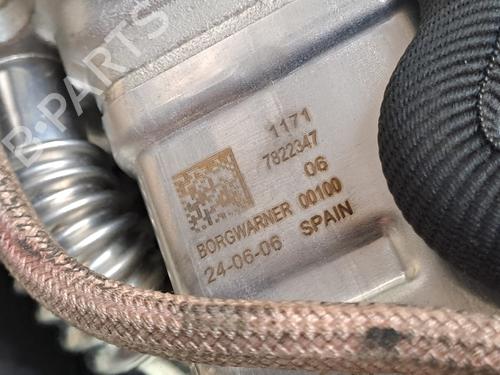 B-PARTS
1171
7822347
06
BORGWARNER 00100
24-06-06 SPAIN